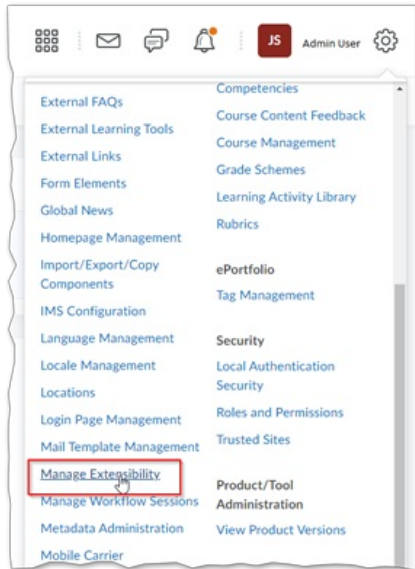 JS Admin User
External FAQs
External Learning Tools
External Links
Form Elements
Global News
Homepage Management
Import/Export/Copy
Components
IMS Configuration
Language Management
Locale Management
Locations
Login Page Management
Mail Template Management
Manage Extensibility
Manage Workflow Sessions
Metadata Administration
Mobile Carrier
Competencies
Course Content Feedback
Course Management
Grade Schemes
Learning Activity Library
Rubrics
ePortfolio
Tag Management
Security
Local Authentication
Security
Roles and Permissions
Trusted Sites
Product/Tool
Administration
View Product Versions